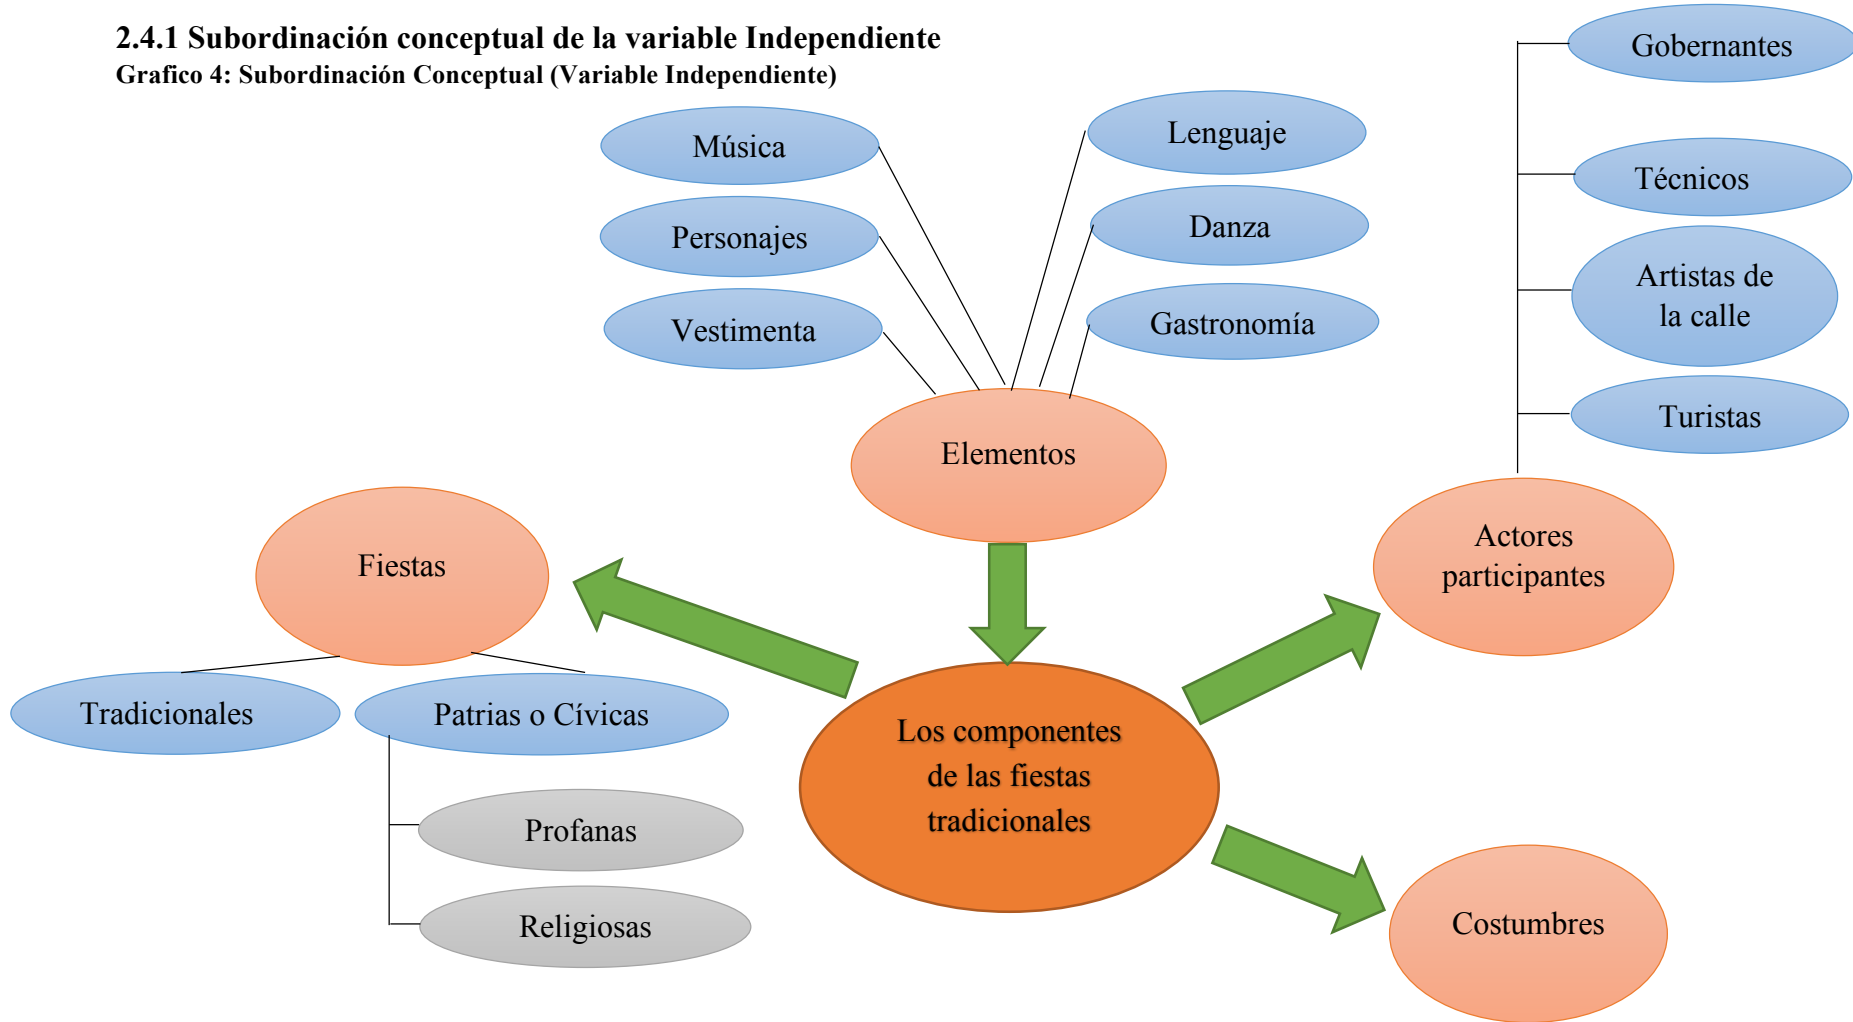 2.4.1 Subordinación conceptual de la variable Independiente
Grafico 4: Subordinación Conceptual (Variable Independiente)
Música
Personajes
Vestimenta
Lenguaje
Danza
Gastronomía
Gobernantes
Técnicos
Artistas de
la calle
Turistas
Elementos
Fiestas
Actores
participantes
Tradicionales
Patrias o Cívicas
Profanas
Religiosas
Los componentes
de las fiestas
tradicionales
Costumbres